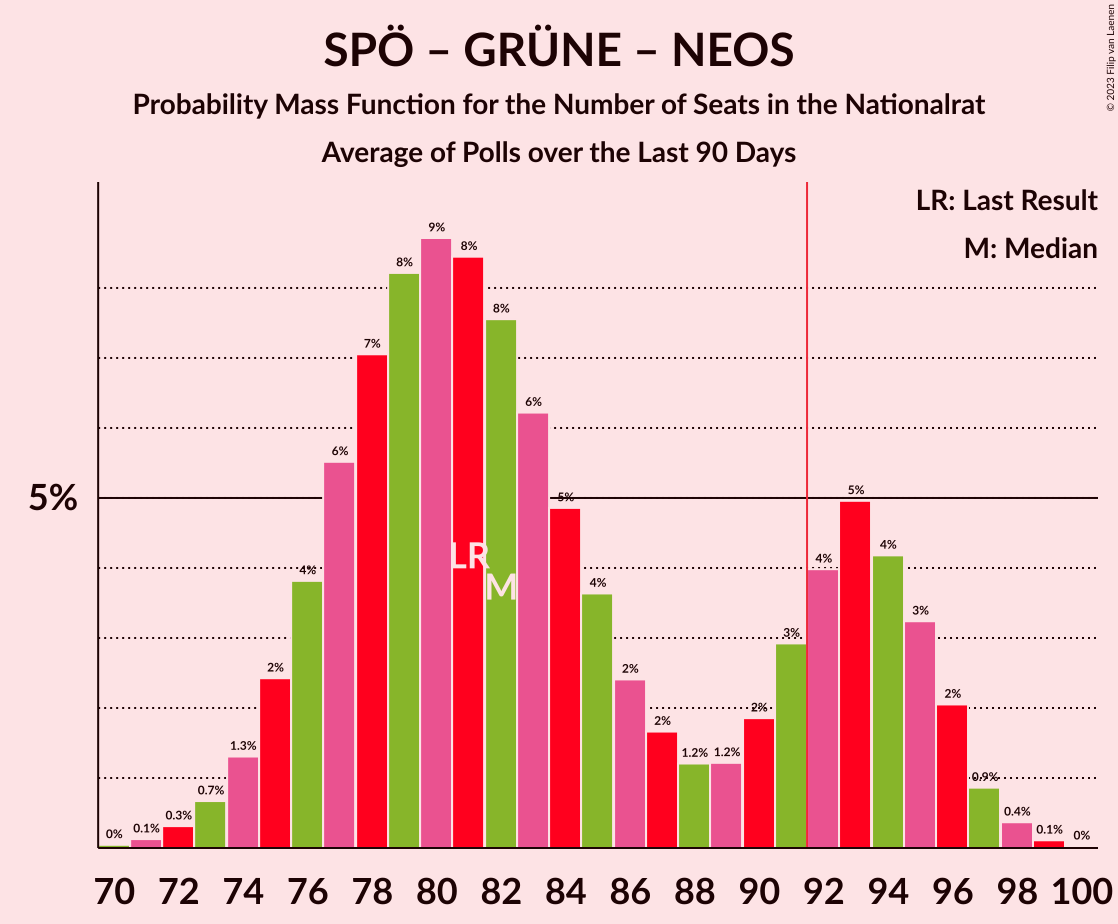 SPÖ – GRÜNE – NEOS
Probability Mass Function for the Number of Seats in the Nationalrat
Average of Polls over the Last 90 Days
© 2023 Filip van Laenen
LR: Last Result
M: Median
5%
0% 0.1% 0.3% 0.7% 1.3% 2% 4% 6% 7% 8% 9% 8% 8% 6% 5% 4% 2% 2% 1.2% 1.2% 2% 3% 4% 5% 4% 3% 2% 0.9% 0.4% 0.1% 0%
LR
M
70 72 74 76 78 80 82 84 86 88 90 92 94 96 98 100